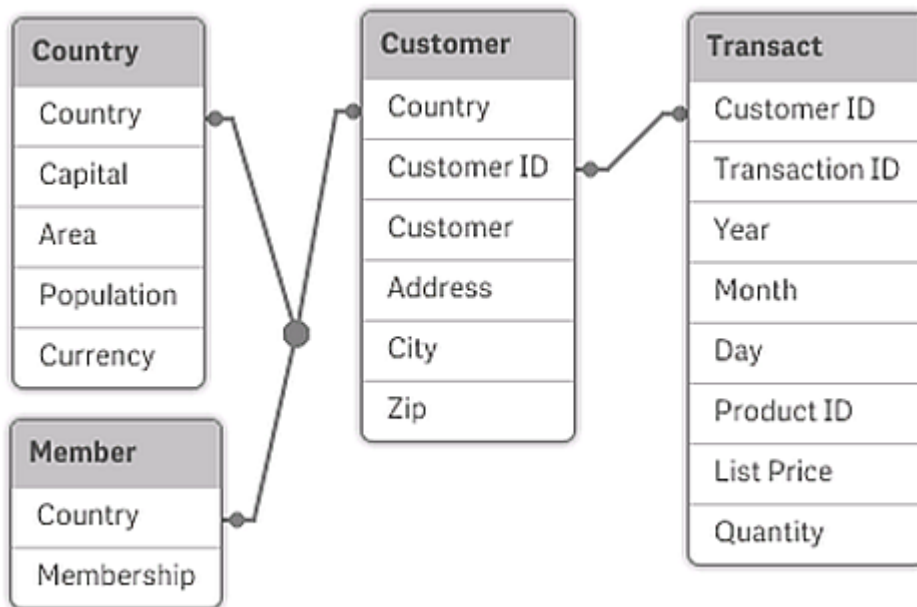 Country
Country
Capital
Area
Population
Currency
Member
Country
Membership
Customer
Country
Customer ID
Customer
Address
City
Zip
Transact
Customer ID
Transaction ID
Year
Month
Day
Product ID
List Price
Quantity